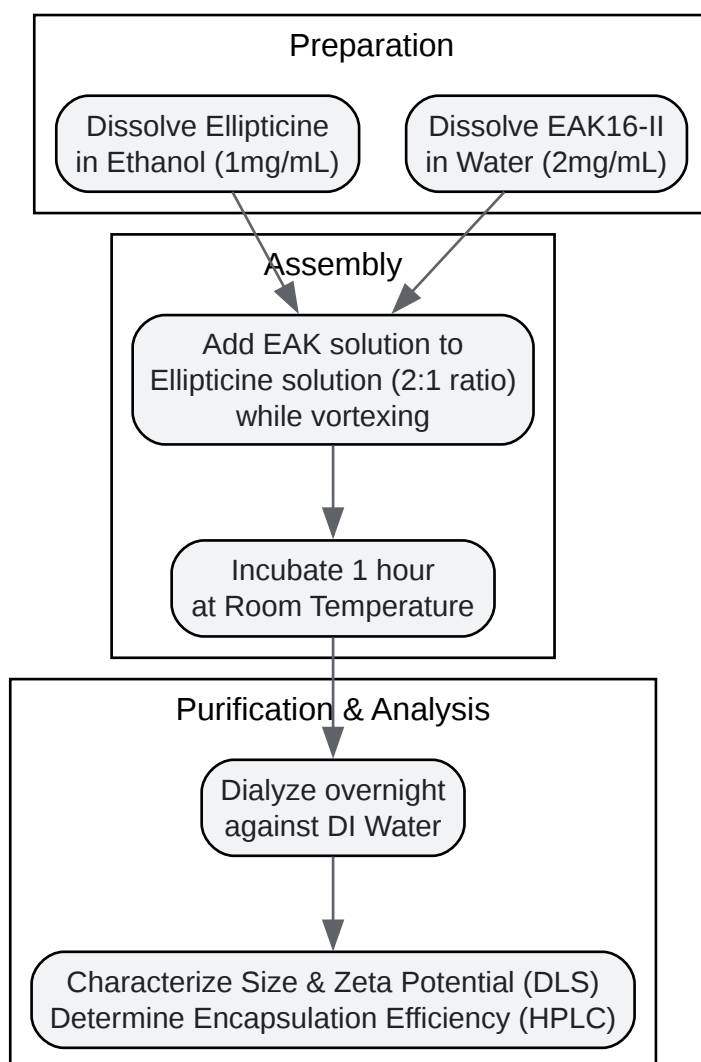 Preparation
Dissolve Ellipticine
in Ethanol (1mg/mL)
Dissolve EAK16-II
in Water (2mg/mL)
Assembly
Add EAK solution to
Ellipticine solution (2:1 ratio)
while vortexing
Incubate 1 hour
at Room Temperature
Purification & Analysis
Dialyze overnight
against DI Water
Characterize Size & Zeta Potential (DLS)
Determine Encapsulation Efficiency (HPLC)